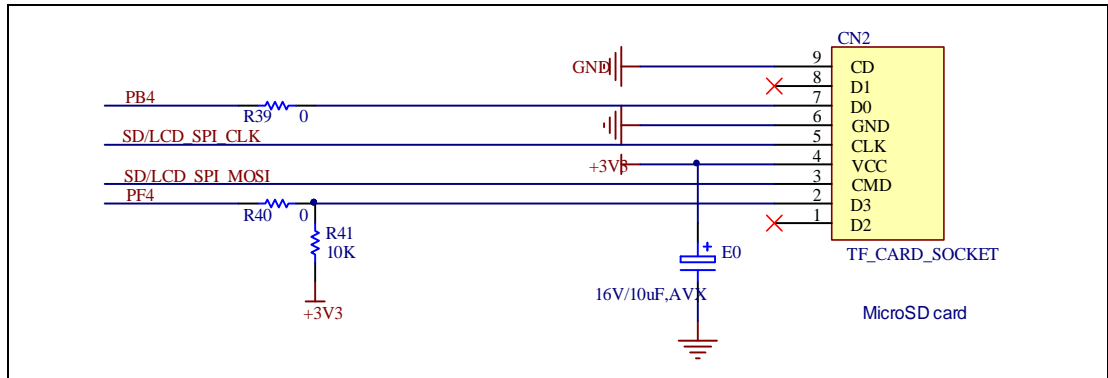 CN2
GND
9 CD
8 D1
PB4
7 D0
R39 0
6 GND
SD/LCD_SPI_CLK
5 CLK
+3V3
4 VCC
SD/LCD_SPI_MOSI
3 CMD
PF4
2 D3
R40 0
1 D2
R41
10K
E0
TF_CARD_SOCKET
16V/10uF,AVX
+3V3
MicroSD card